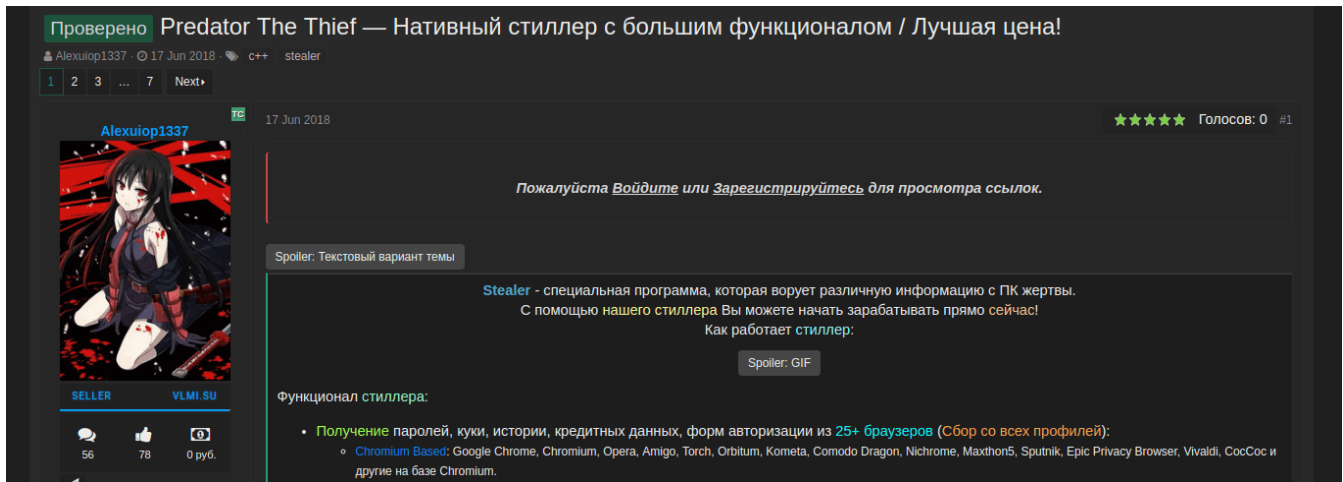 Проверено Predator The Thief — Нативный стиллер с большим функционалом / Лучшая цена!
Alexuiop1337 · 17 Jun 2018 · c++ stealer
1 2 3 ... 7 Next
TC
Alexuiop1337
SELLER VLMI.SU
56 78 0 руб.
17 Jun 2018 Голосов: 0 #1
Пожалуйста Войдите или Зарегистрируйтесь для просмотра ссылок.
Spoiler: Текстовый вариант темы
Stealer - специальная программа, которая ворует различную информацию с ПК жертвы.
С помощью нашего стиллера Вы можете начать зарабатывать прямо сейчас!
Как работает стиллер:
Spoiler: GIF
Функционал стиллера:
Получение паролей, куки, истории, кредитных данных, форм авторизации из 25+ браузеров (Сбор со всех профилей):
Chromium Based: Google Chrome, Chromium, Opera, Amigo, Torch, Orbitum, Kometa, Comodo Dragon, Nichrome, Maxthon5, Sputnik, Epic Privacy Browser, Vivaldi, CocCoc и
другие на базе Chromium.